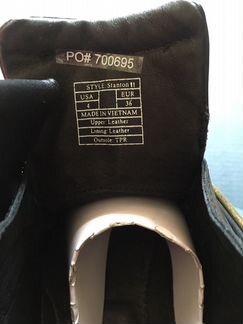 PO# 700695
STYLE Stanton II
USA EUR
4 36
MADE IN VIETNAM
Upper: Leather
Lining: Leather
Outsole: TPR